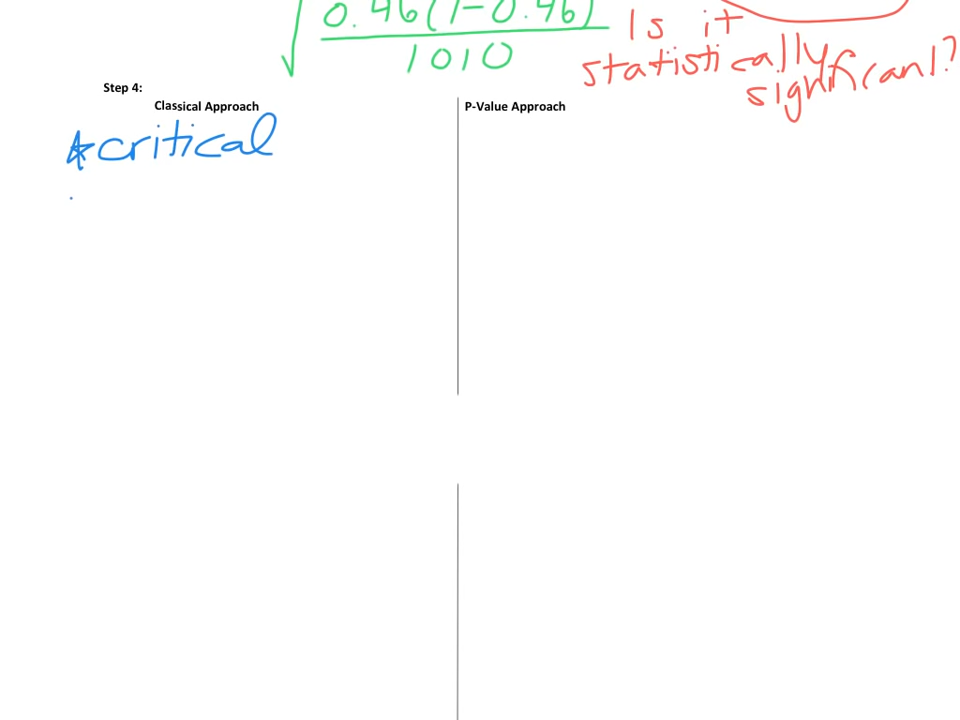 0.46(1-0.46)
1010
Is it
statistically
significant?
Step 4:
Classical Approach
P-Value Approach
*critical